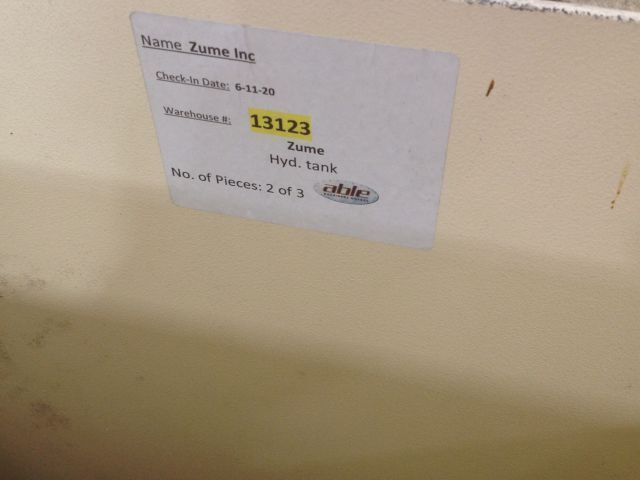 Name Zume Inc
Check-In Date: 6-11-20
Warehouse #: 13123
Zume
Hyd. tank
No. of Pieces: 2 of 3
able